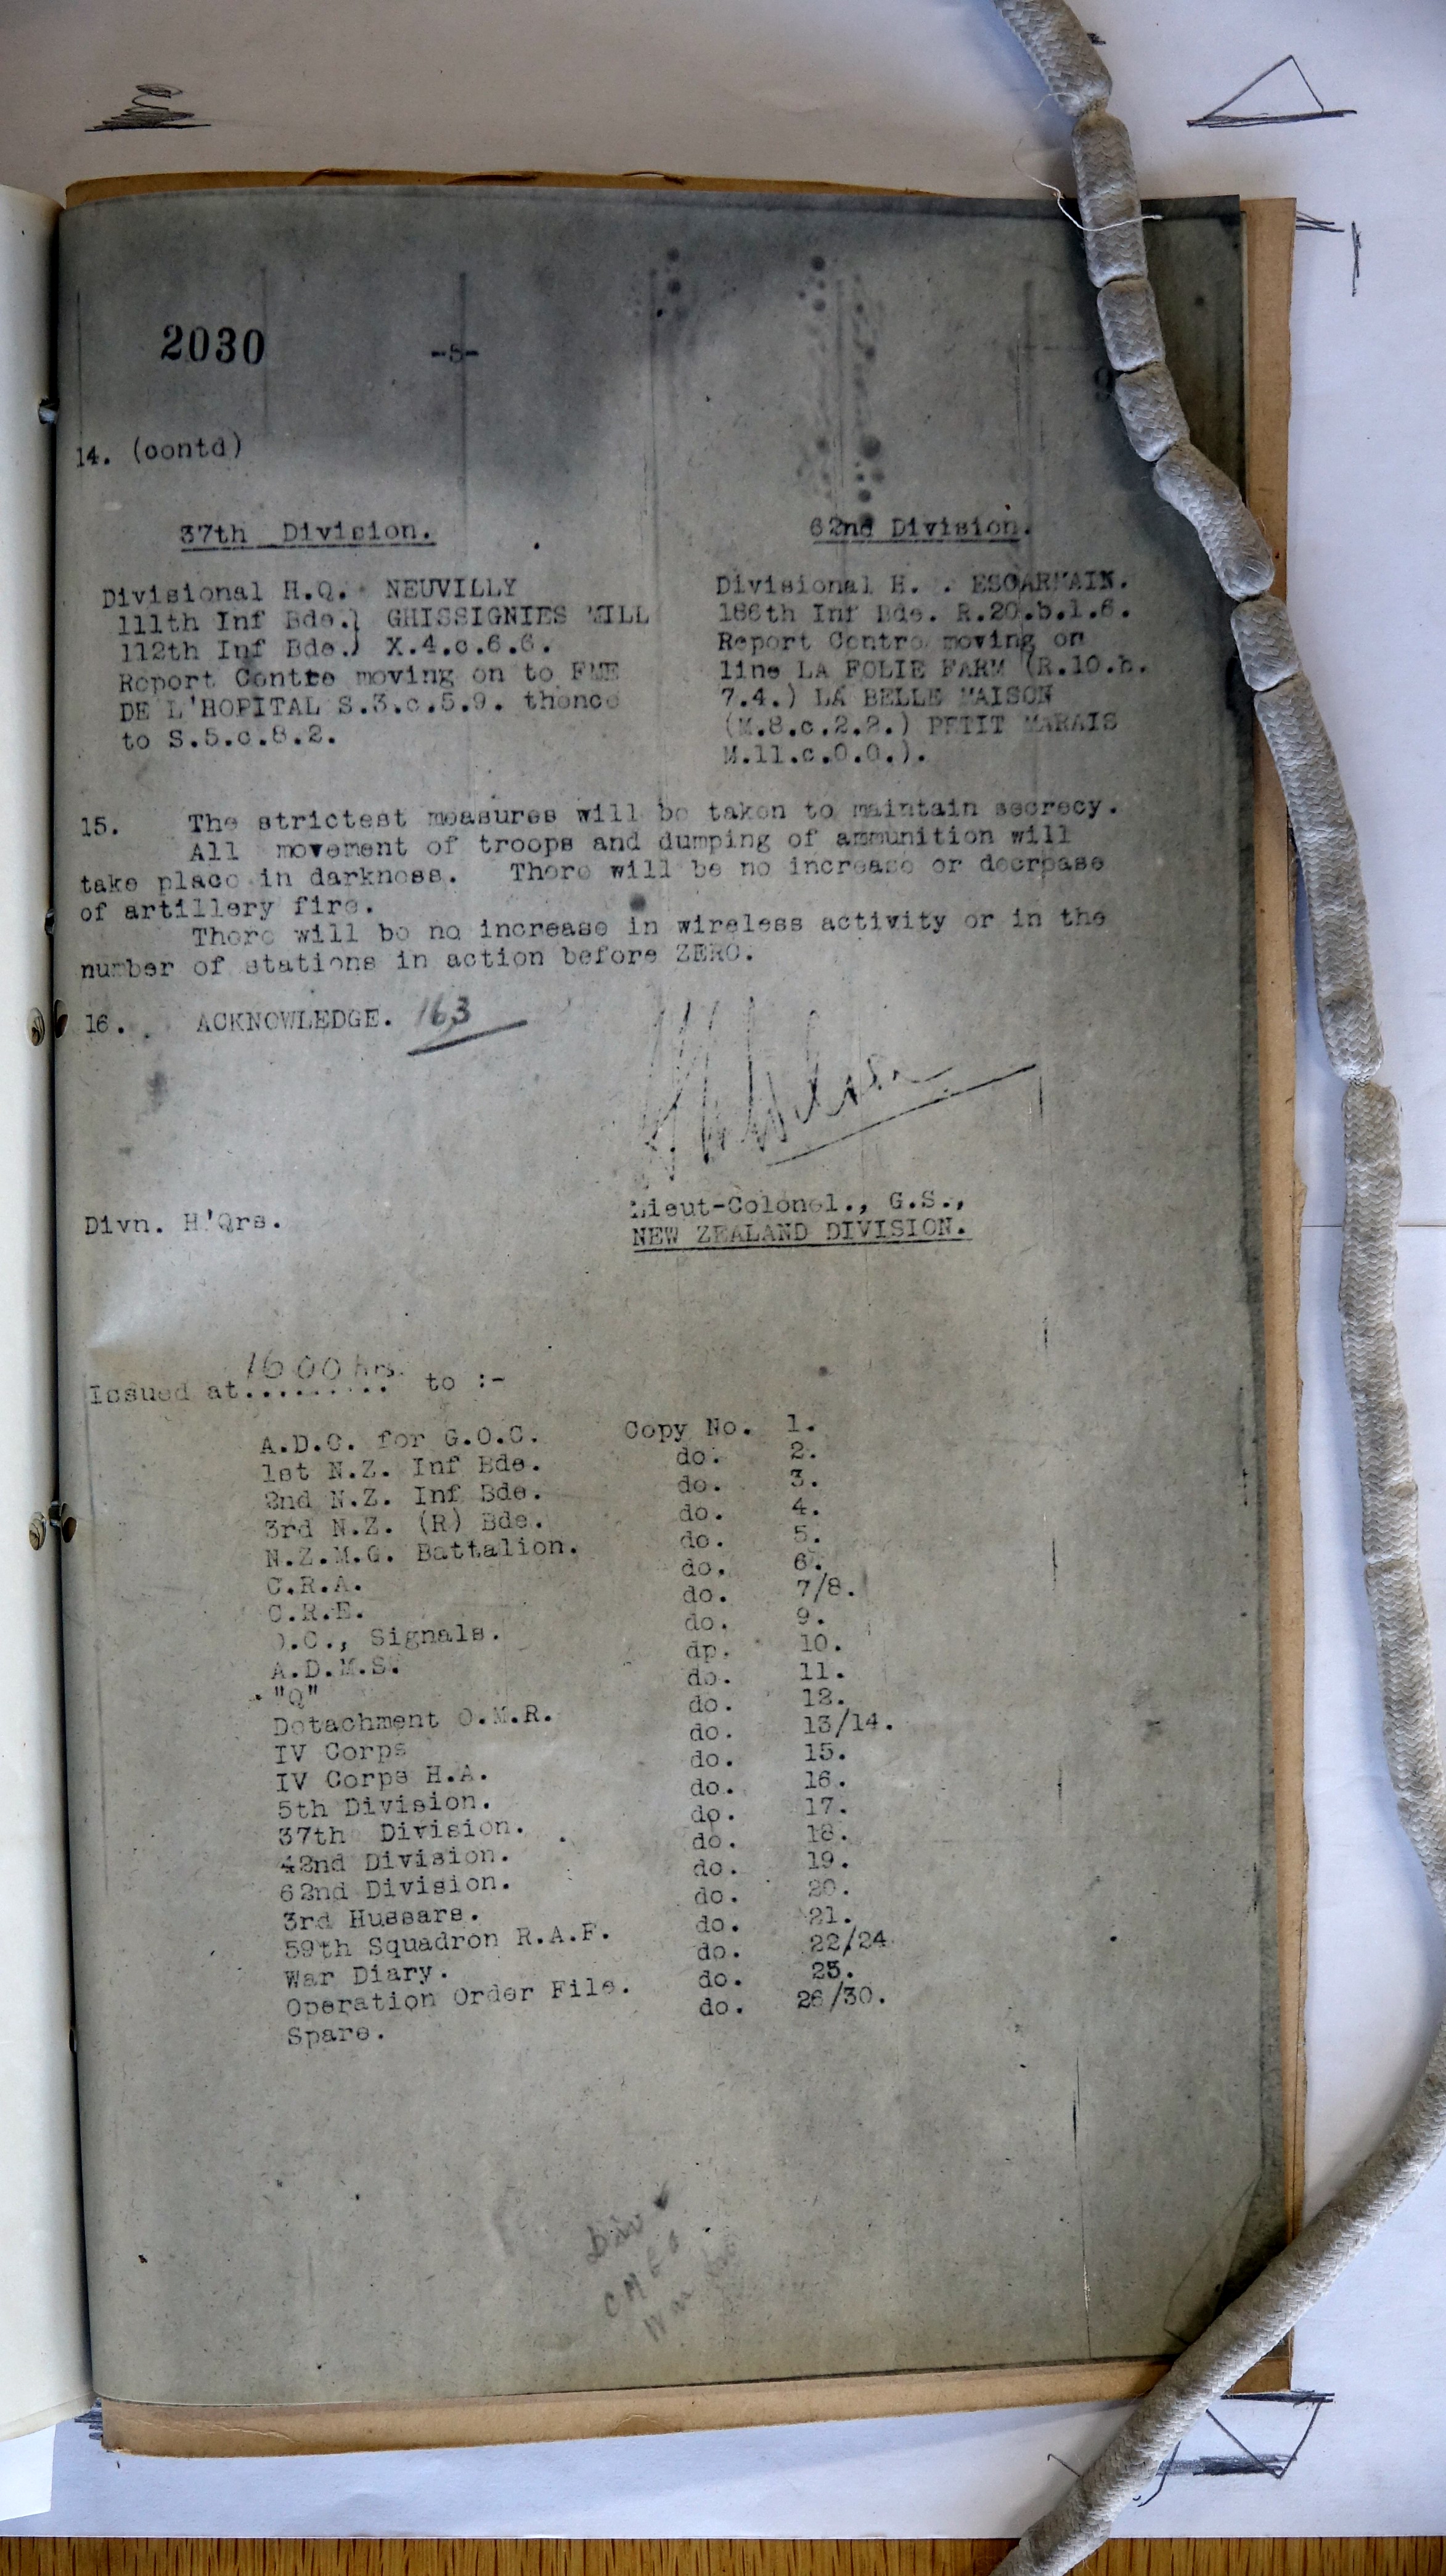 2030
-5-
14. (contd)
37th Division.
Divisional H.Q. NEUVILLY
111th Inf Bde.) GHISSIGNIES MILL
112th Inf Bde.) X.4.c.6.6.
Report Centre moving on to FME
DE L'HOPITAL S.3.c.5.9. thence
to S.5.c.8.2.
62nd Division.
Divisional H. . ESCARMAIN.
186th Inf Bde. R.20.b.1.6.
Report Centre moving on
line LA FOLIE FARM (R.10.b.
7.4.) LA BELLE MAISON
(M.8.c.2.2.) PETIT MARAIS
M.11.c.0.0.).
15. The strictest measures will be taken to maintain secrecy.
All movement of troops and dumping of ammunition will
take place in darkness. There will be no increase or decrpase
of artillery fire.
There will be no increase in wireless activity or in the
number of stations in action before ZERO.
16. ACKNOWLEDGE. 163
Divn. H'Qrs.
Lieut-Colonel., G.S.,
NEW ZEALAND DIVISION.
1600 hrs.
Issued at......... to :-
A.D.C. for G.O.C. Copy No. 1.
1st N.Z. Inf Bde. do. 2.
2nd N.Z. Inf Bde. do. 3.
3rd N.Z. (R) Bde. do. 4.
N.Z.M.G. Battalion. do. 5.
C.R.A. do. 6.
C.R.E. do. 7/8.
O.C., Signals. do. 9.
A.D.M.S. dp. 10.
"Q" do. 11.
Detachment O.M.R. do. 12.
IV Corps do. 13/14.
IV Corps H.A. do. 15.
5th Division. do. 16.
37th Division. do. 17.
42nd Division. do. 18.
62nd Division. do. 19.
3rd Hussars. do. 20.
59th Squadron R.A.F. do. 21.
War Diary. do. 22/24
Operation Order File. do. 25.
Spare. do. 26/30.